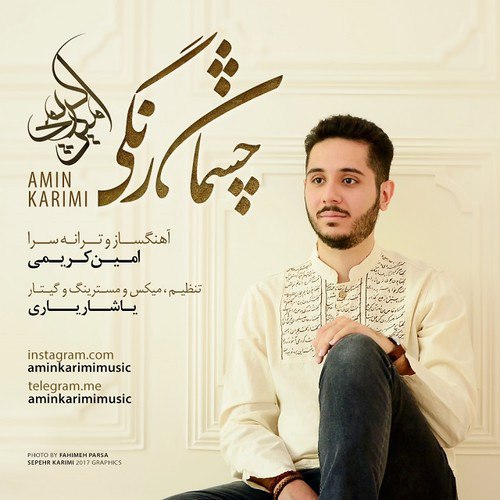 چشمان رنگی
امین کریمی
AMIN
KARIMI
آهنگساز و ترانه سرا
امین کریمی
تنظیم ، میکس و مسترینگ و گیتار
یاشار یاری
instagram.com
aminkarimimusic
telegram.me
aminkarimimusic
PHOTO BY FAHIMEH PARSA
SEPEHR KARIMI 2017 GRAPHICS